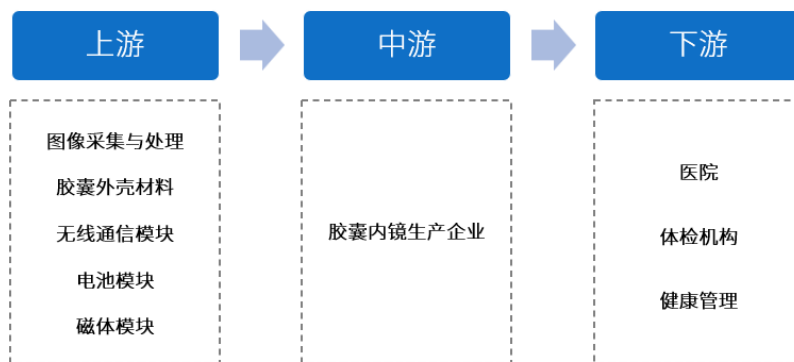 上游
中游
下游
图像采集与处理
胶囊外壳材料
无线通信模块
电池模块
磁体模块
胶囊内镜生产企业
医院
体检机构
健康管理